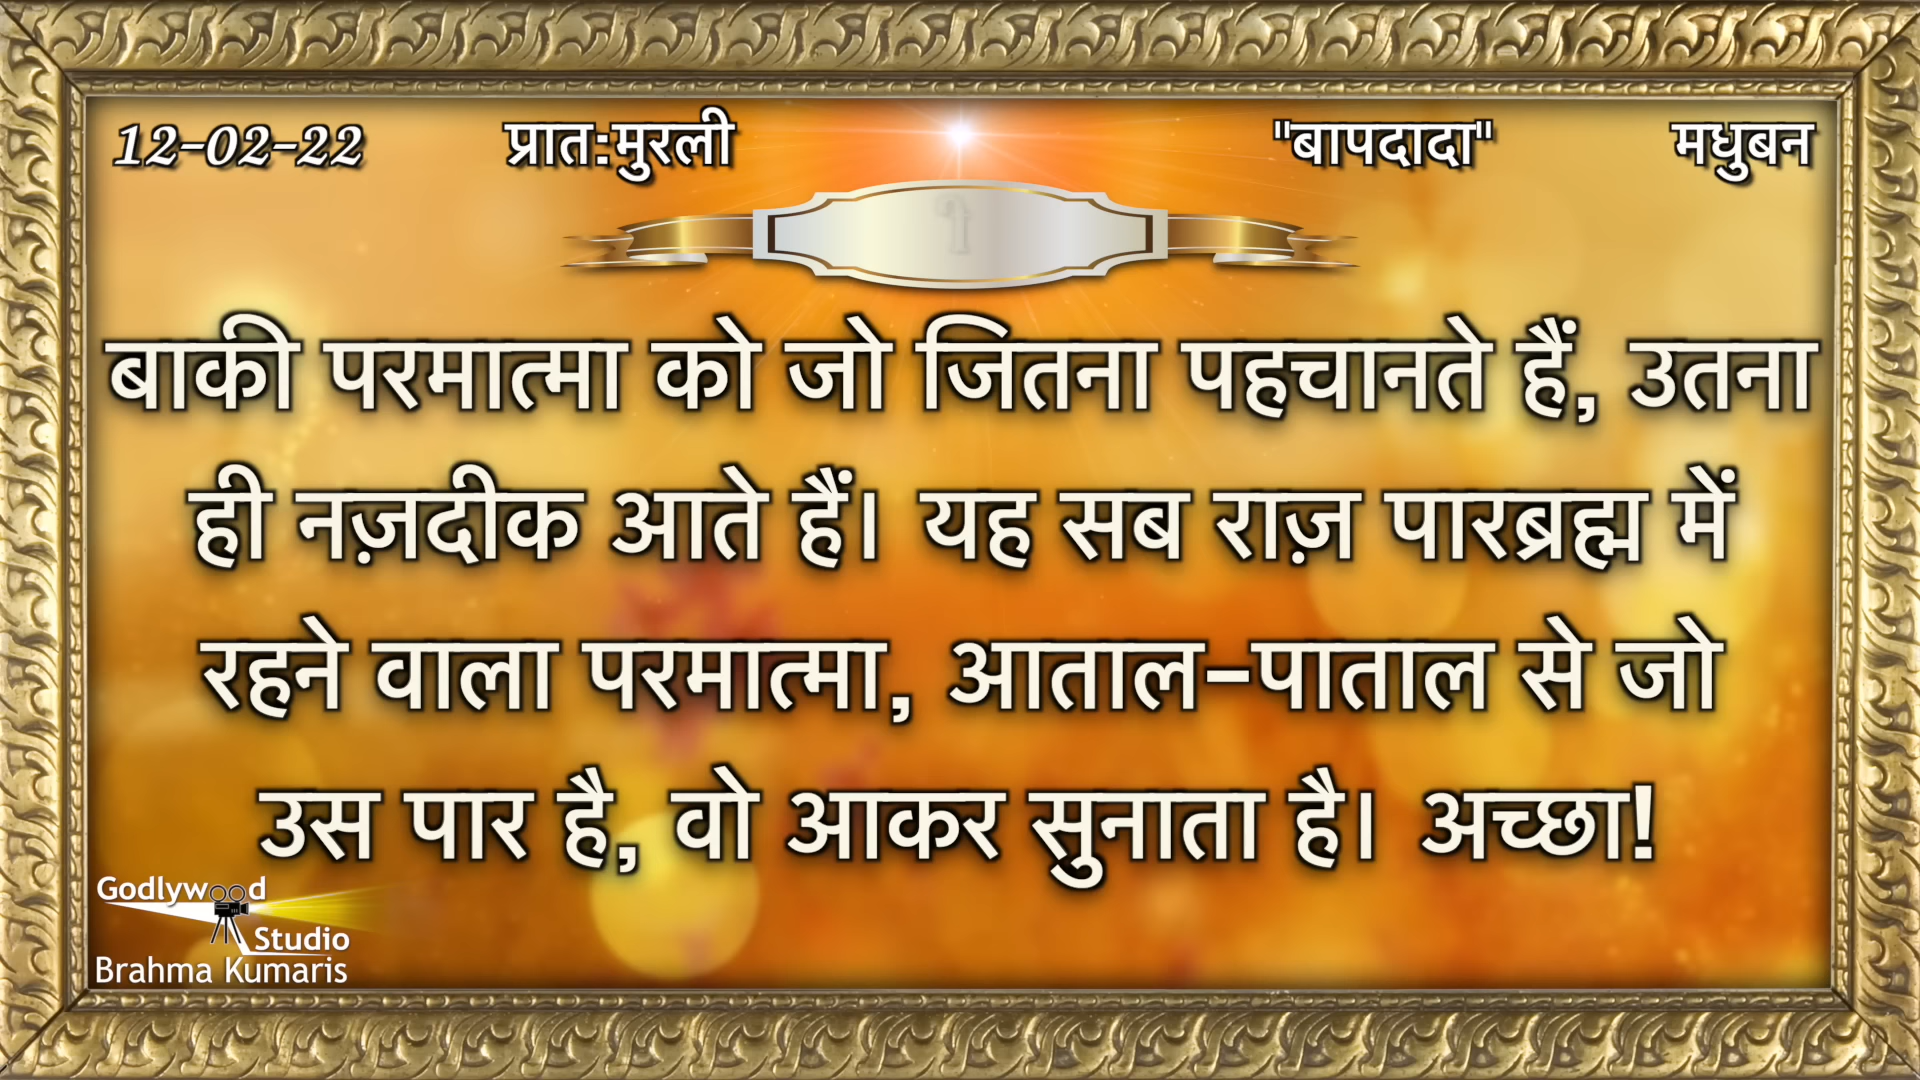 12-02-22 प्रात:मुरली "बापदादा" मधुबन
बाकी परमात्मा को जो जितना पहचानते हैं, उतना
ही नज़दीक आते हैं। यह सब राज़ पारब्रह्म में
रहने वाला परमात्मा, आताल-पाताल से जो
उस पार है, वो आकर सुनाता है। अच्छा!
Godlywood
Studio
Brahma Kumaris